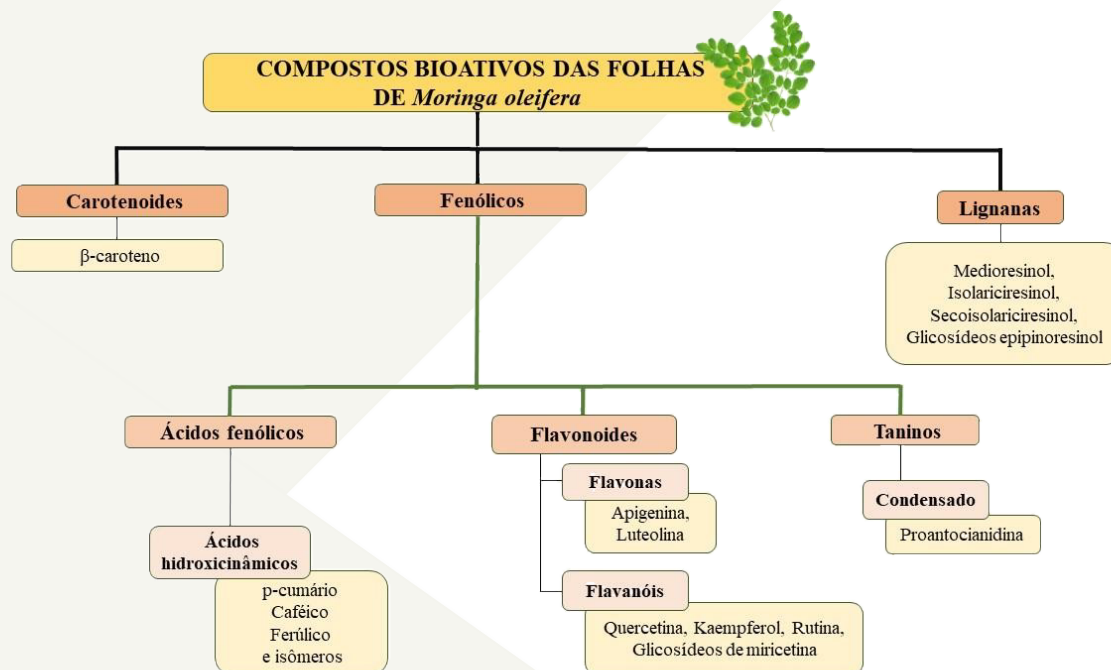 COMPOSTOS BIOATIVOS DAS FOLHAS
DE Moringa oleifera
Carotenoides
β-caroteno
Fenólicos
Lignanas
Medioresinol,
Isolariciresinol,
Secoisolariciresinol,
Glicosídeos epipinoresinol
Ácidos fenólicos
Ácidos
hidroxicinâmicos
p-cumário
Caféico
Ferúlico
e isômeros
Flavonoides
Flavonas
Apigenina,
Luteolina
Flavanóis
Quercetina, Kaempferol, Rutina,
Glicosídeos de miricetina
Taninos
Condensado
Proantocianidina